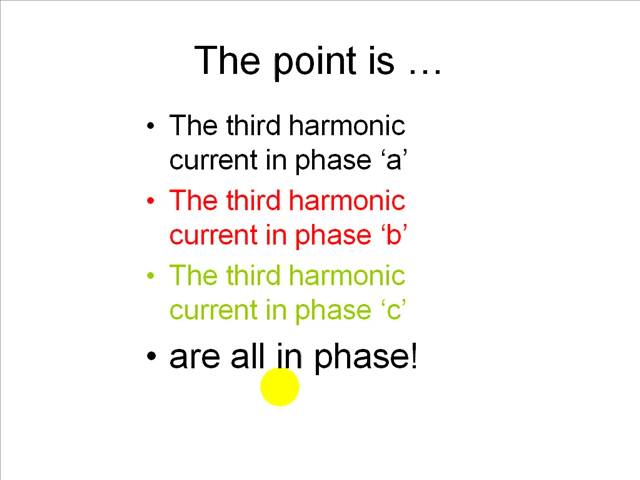 The point is …
• The third harmonic
current in phase ‘a’
• The third harmonic
current in phase ‘b’
• The third harmonic
current in phase ‘c’
• are all in phase!